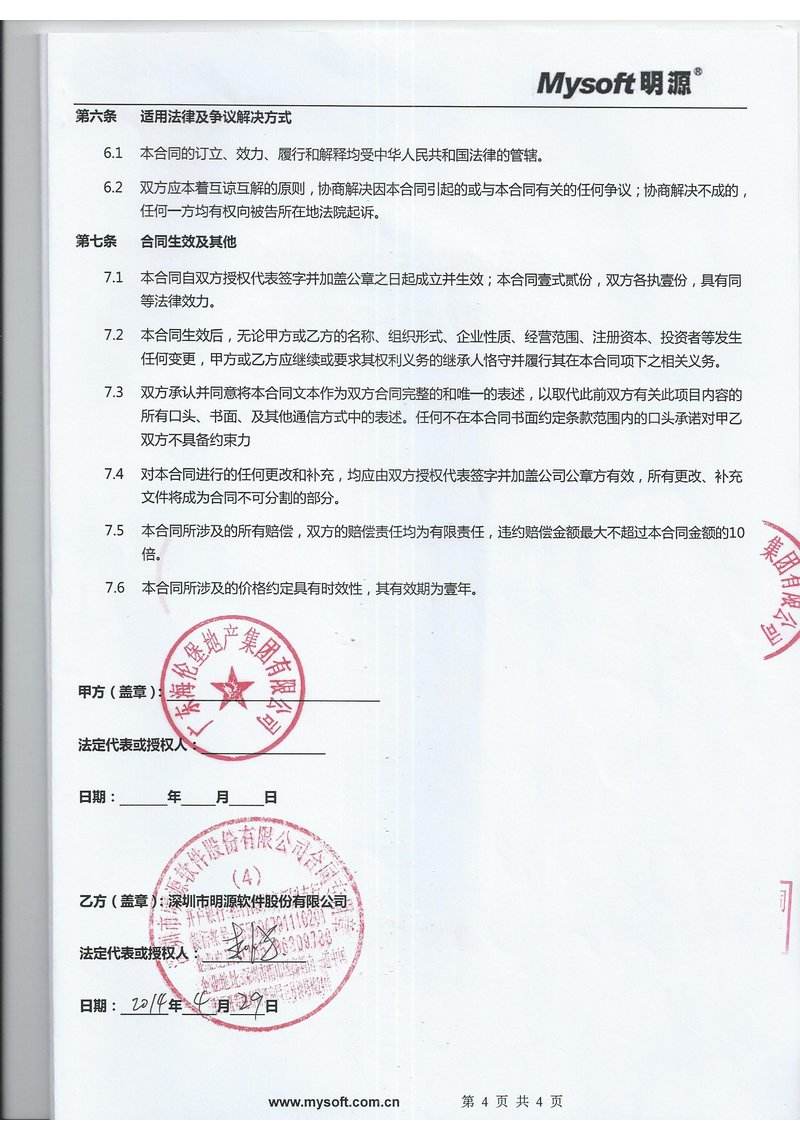 Mysoft明源®
第六条 适用法律及争议解决方式
6.1 本合同的订立、效力、履行和解释均受中华人民共和国法律的管辖。
6.2 双方应本着互谅互解的原则，协商解决因本合同引起的或与本合同有关的任何争议；协商解决不成的，
任何一方均有权向被告所在地法院起诉。
第七条 合同生效及其他
7.1 本合同自双方授权代表签字并加盖公章之日起成立并生效；本合同壹式贰份，双方各执壹份，具有同
等法律效力。
7.2 本合同生效后，无论甲方或乙方的名称、组织形式、企业性质、经营范围、注册资本、投资者等发生
任何变更，甲方或乙方应继续或要求其权利义务的继承人恪守并履行其在本合同项下之相关义务。
7.3 双方承认并同意将本合同文本作为双方合同完整的和唯一的表述，以取代此前双方有关此项目内容的
所有口头、书面、及其他通信方式中的表述。任何不在本合同书面约定条款范围内的口头承诺对甲乙
双方不具备约束力
7.4 对本合同进行的任何更改和补充，均应由双方授权代表签字并加盖公司公章方有效，所有更改、补充
文件将成为合同不可分割的部分。
7.5 本合同所涉及的所有赔偿，双方的赔偿责任均为有限责任，违约赔偿金额最大不超过本合同金额的10
倍。
7.6 本合同所涉及的价格约定具有时效性，其有效期为壹年。
集团有限公司
广东海伦堡地产集团有限公司
甲方（盖章）：
法定代表或授权人：
日期：______年____月____日
深圳市明源软件股份有限公司合同
（4）
乙方（盖章）：深圳市明源软件股份有限公司
法定代表或授权人：
日期：2014年4月29日
www.mysoft.com.cn 第 4 页 共 4 页